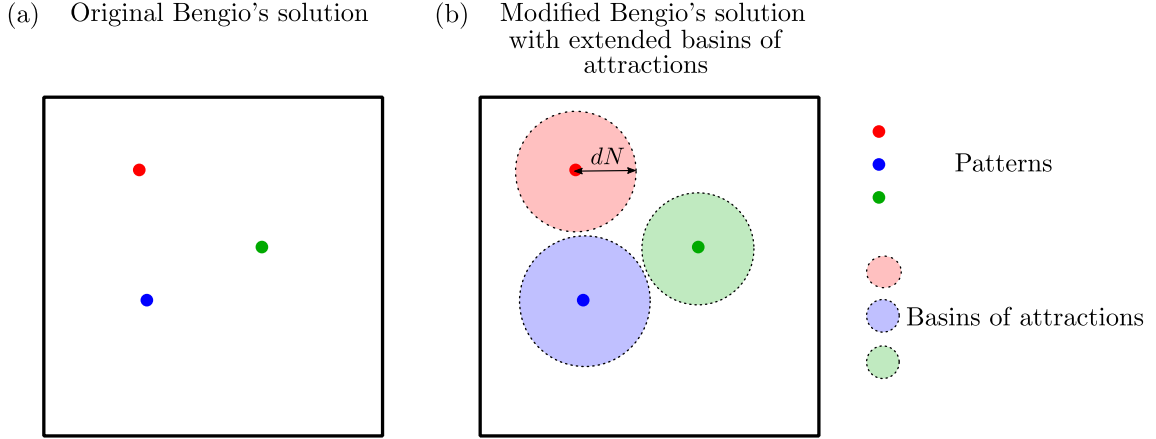 (a) Original Bengio's solution
(b) Modified Bengio's solution
with extended basins of
attractions
dN
Patterns
Basins of attractions